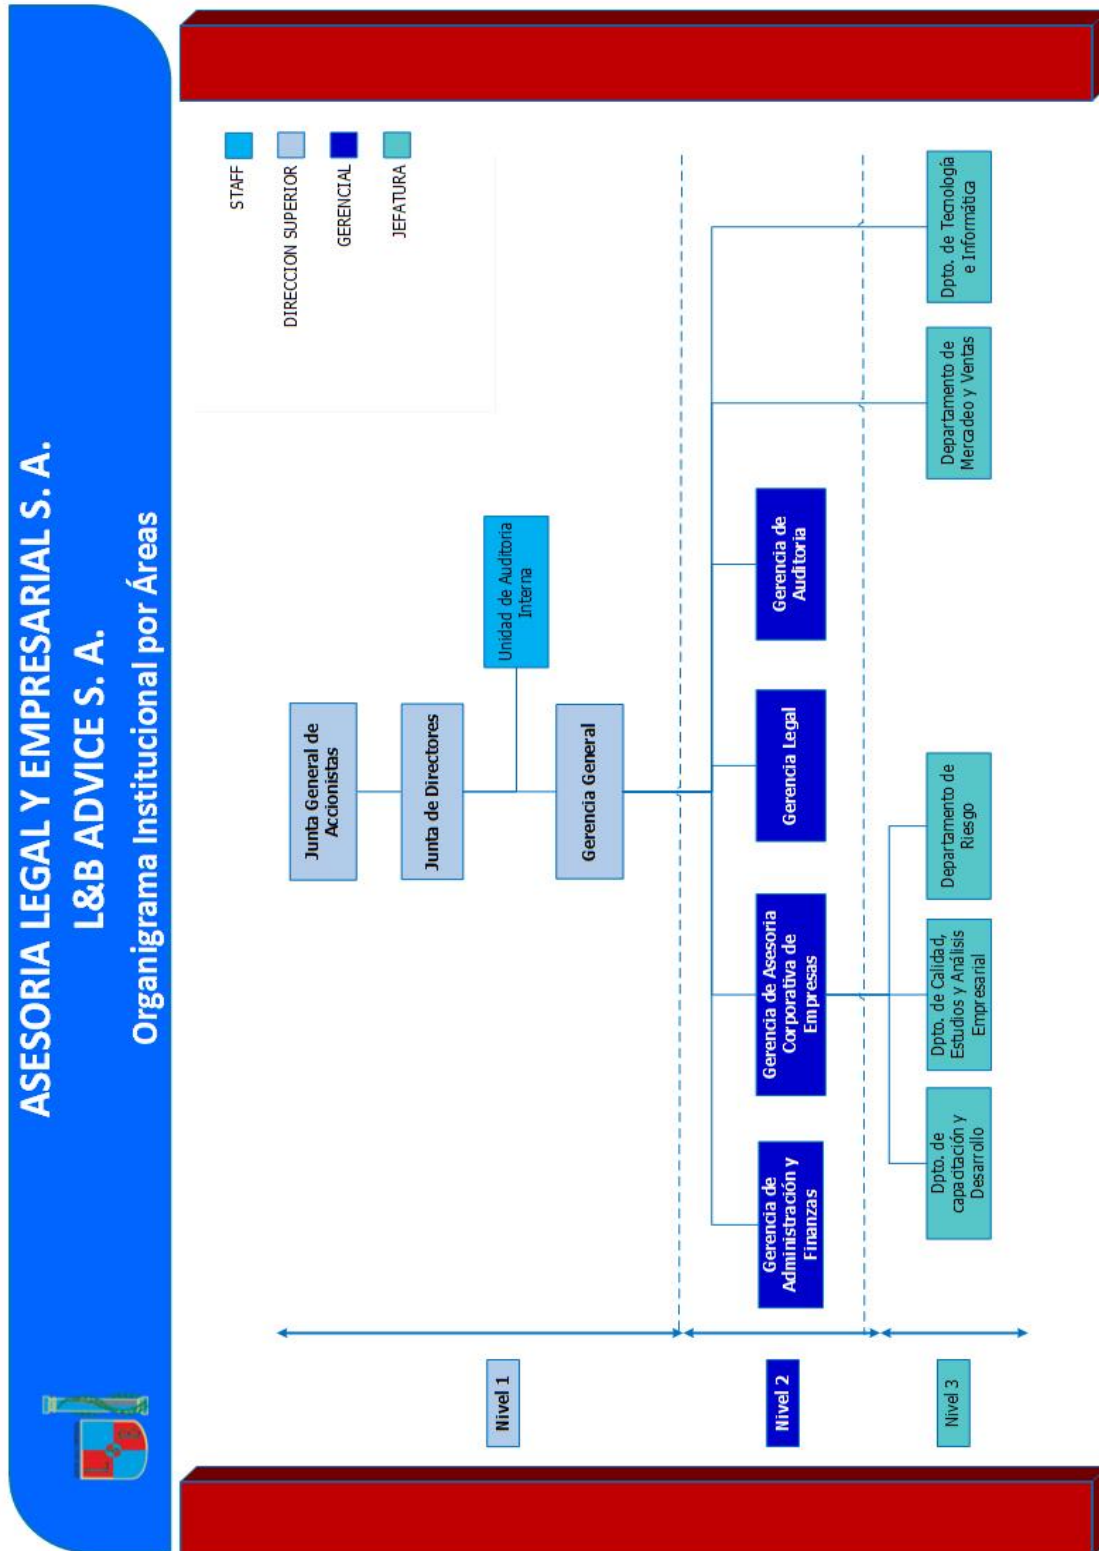 ASESORIA LEGAL Y EMPRESARIAL S. A.
L&B ADVICE S. A.
Organigrama Institucional por Áreas
STAFF
DIRECCION SUPERIOR
GERENCIAL
JEFATURA
Nivel 1
Junta General de
Accionistas
Junta de Directores
Unidad de Auditoria
Interna
Gerencia General
Nivel 2
Gerencia de
Administración y
Finanzas
Gerencia de Asesoria
Corporativa de
Empresas
Gerencia Legal
Gerencia de
Auditoria
Nivel 3
Dpto. de
capacitación y
Desarrollo
Dpto. de Calidad,
Estudios y Análisis
Empresarial
Departamento de
Riesgo
Departamento de
Mercadeo y Ventas
Dpto. de Tecnología
e Informática